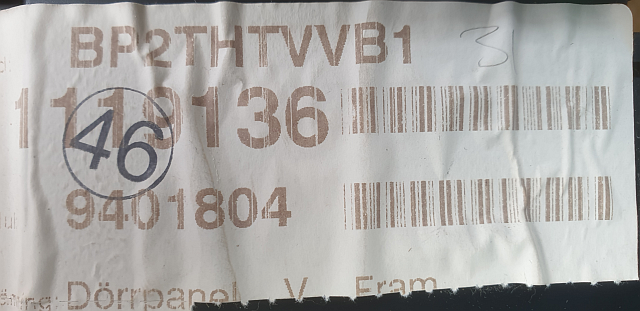 BP2THTVVB1
31
1119136
46
9401804
Dörrpanel V Fram